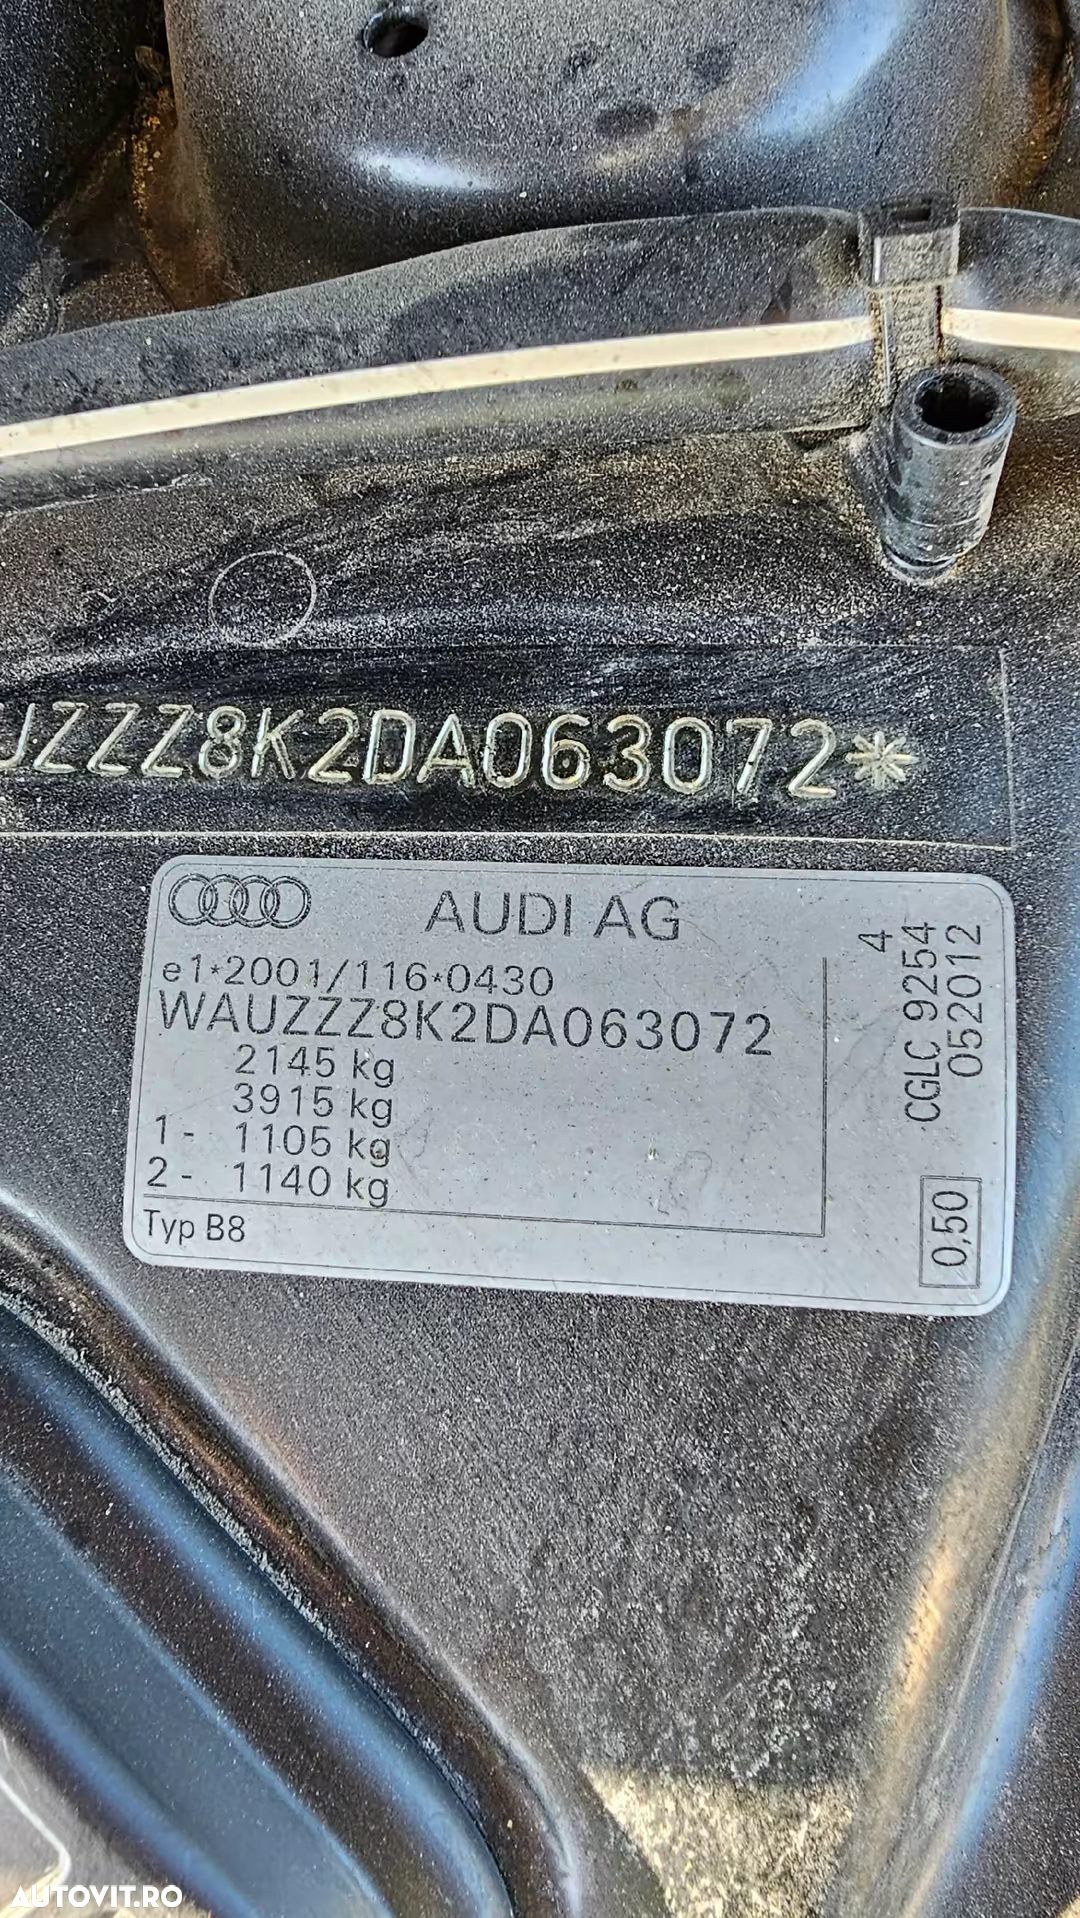 UZZZ8K2DA063072*
AUDI AG
e1*2001/116*0430
WAUZZZ8K2DA063072
2145 kg
3915 kg
1- 1105 kg
2- 1140 kg
Typ B8
4
CGLC 9254
052012
0,50
AUTOVIT.RO